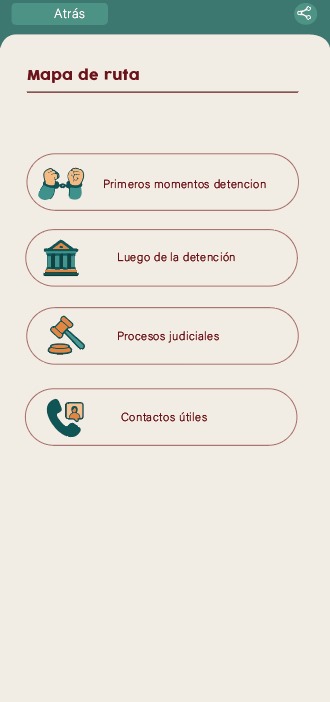 Atrás
Mapa de ruta
Primeros momentos detencion
Luego de la detención
Procesos judiciales
Contactos útiles